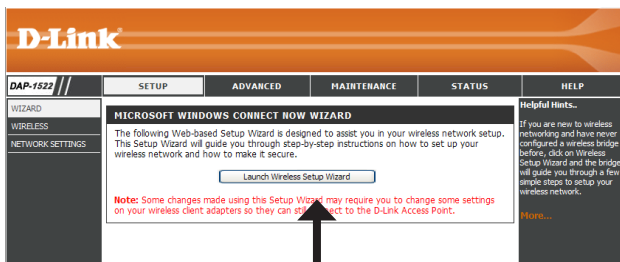 D-Link
DAP-1522 // SETUP ADVANCED MAINTENANCE STATUS HELP
WIZARD
WIRELESS
NETWORK SETTINGS
MICROSOFT WINDOWS CONNECT NOW WIZARD
The following Web-based Setup Wizard is designed to assist you in your wireless network setup.
This Setup Wizard will guide you through step-by-step instructions on how to set up your
wireless network and how to make it secure.
Launch Wireless Setup Wizard
Note: Some changes made using this Setup Wizard may require you to change some settings
on your wireless client adapters so they can still connect to the D-Link Access Point.
Helpful Hints..
If you are new to wireless
networking and have never
configured a wireless bridge
before, click on Wireless
Setup Wizard and the bridge
will guide you through a few
simple steps to setup your
wireless network.
More...